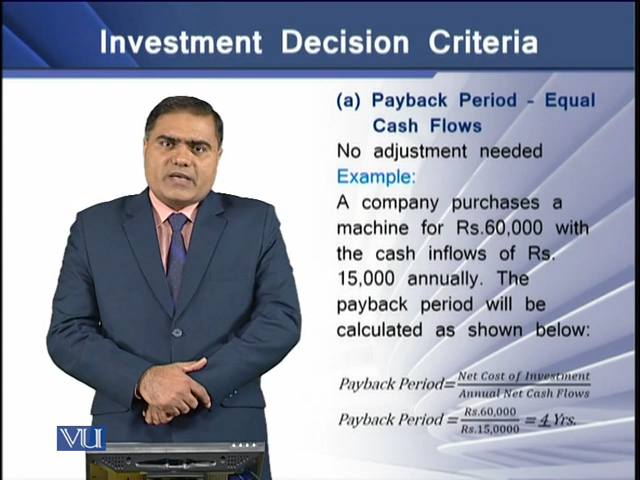 Investment Decision Criteria
(a) Payback Period - Equal
Cash Flows
No adjustment needed
Example:
A company purchases a
machine for Rs.60,000 with
the cash inflows of Rs.
15,000 annually. The
payback period will be
calculated as shown below:
Payback Period= Net Cost of Investment / Annual Net Cash Flows
Payback Period = Rs.60,000 / Rs.15,0000 = 4 Yrs.
VU